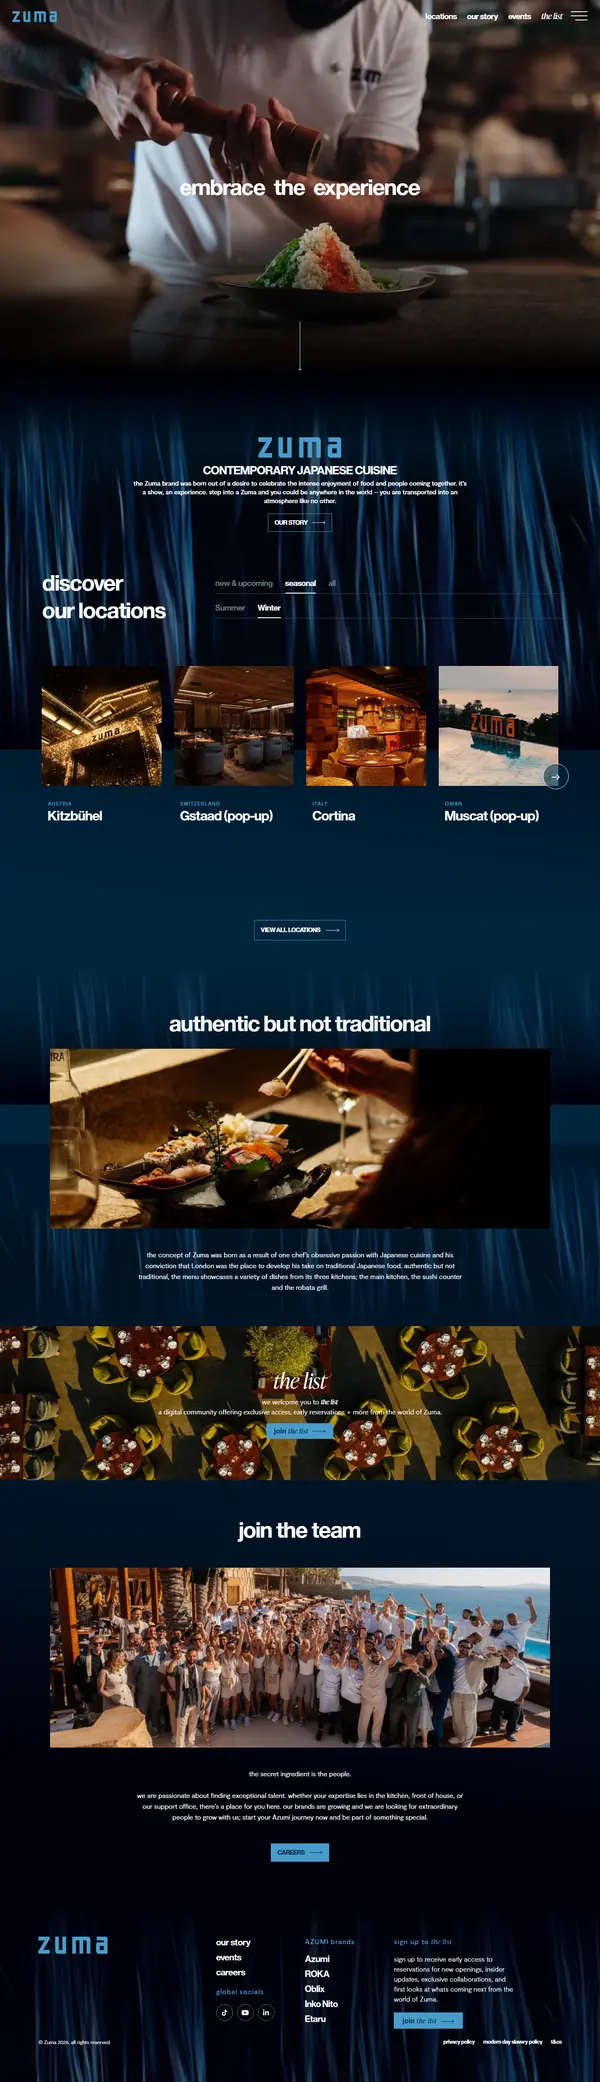 zuma
locations our story events the list
zuma
embrace the experience
zuma
CONTEMPORARY JAPANESE CUISINE
the Zuma brand was born out of a desire to celebrate the intense enjoyment of food and people coming together. it's
a show, an experience. step into a Zuma and you could be anywhere in the world – you are transported into an
atmosphere like no other.
OUR STORY
discover
our locations
new & upcoming seasonal all
Summer Winter
zuma
zuma
AUSTRIA
Kitzbühel
SWITZERLAND
Gstaad (pop-up)
ITALY
Cortina
OMAN
Muscat (pop-up)
VIEW ALL LOCATIONS
authentic but not traditional
IRA
the concept of Zuma was born as a result of one chef's obsessive passion with Japanese cuisine and his
conviction that London was the place to develop his take on traditional Japanese food. authentic but not
traditional, the menu showcases a variety of dishes from its three kitchens; the main kitchen, the sushi counter
and the robata grill.
the list
we welcome you to the list
a digital community offering exclusive access, early reservations + more from the world of Zuma.
join the list
join the team
the secret ingredient is the people.
we are passionate about finding exceptional talent. whether your expertise lies in the kitchen, front of house, or
our support office, there's a place for you here. our brands are growing and we are looking for extraordinary
people to grow with us; start your Azumi journey now and be part of something special.
CAREERS
zuma
our story
events
careers
global socials
AZUMI brands
Azumi
ROKA
Oblix
Inko Nito
Etaru
sign up to the list
sign up to receive early access to
reservations for new openings, insider
updates, exclusive collaborations, and
first looks at whats coming next from the
world of Zuma.
join the list
© Zuma 2026. all rights reserved.
privacy policy modern day slavery policy t&cs